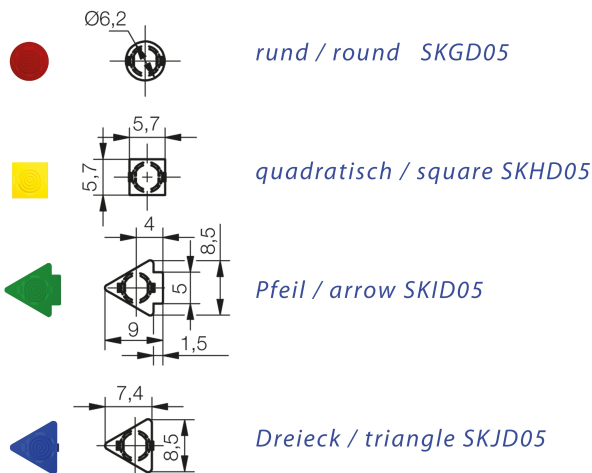 Ø6,2
rund / round SKGD05
5,7
5,7
quadratisch / square SKHD05
4
8,5
5
Pfeil / arrow SKID05
9
1,5
7,4
8,5
Dreieck / triangle SKJD05